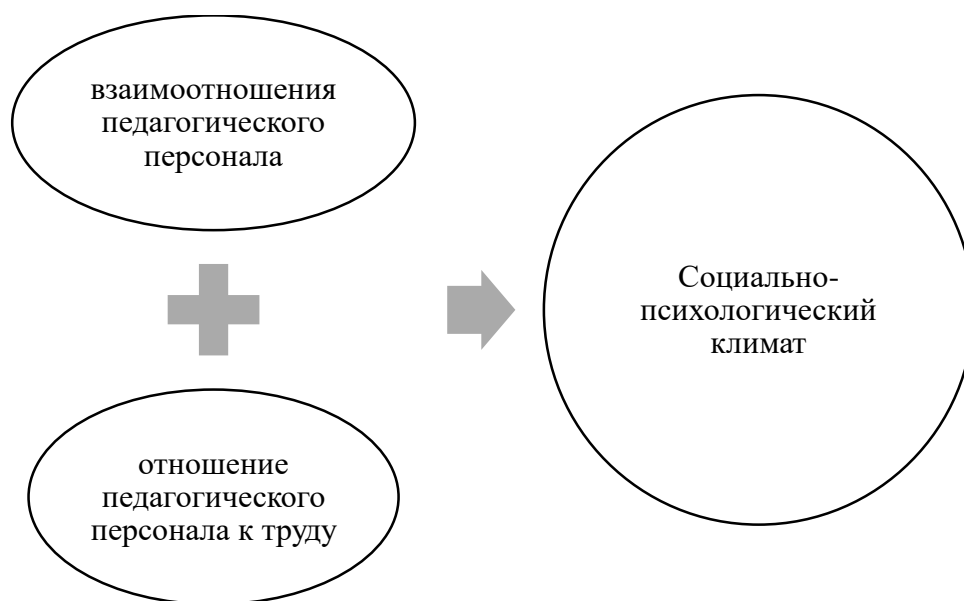 взаимоотношения
педагогического
персонала
отношение
педагогического
персонала к труду
Социально-
психологический
климат